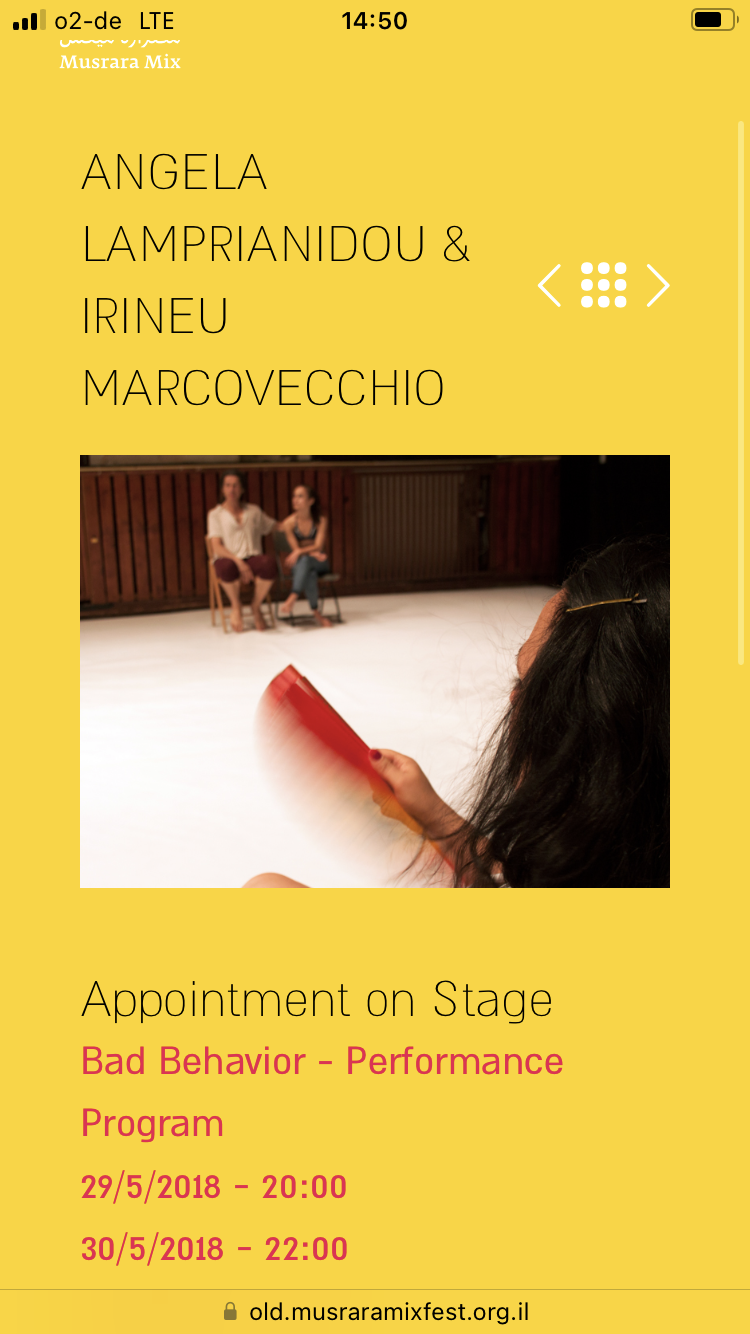 o2-de LTE 14:50
Musrara Mix
ANGELA
LAMPRIANIDOU &
IRINEU
MARCOVECCHIO
Appointment on Stage
Bad Behavior - Performance
Program
29/5/2018 - 20:00
30/5/2018 - 22:00
old.musraramixfest.org.il